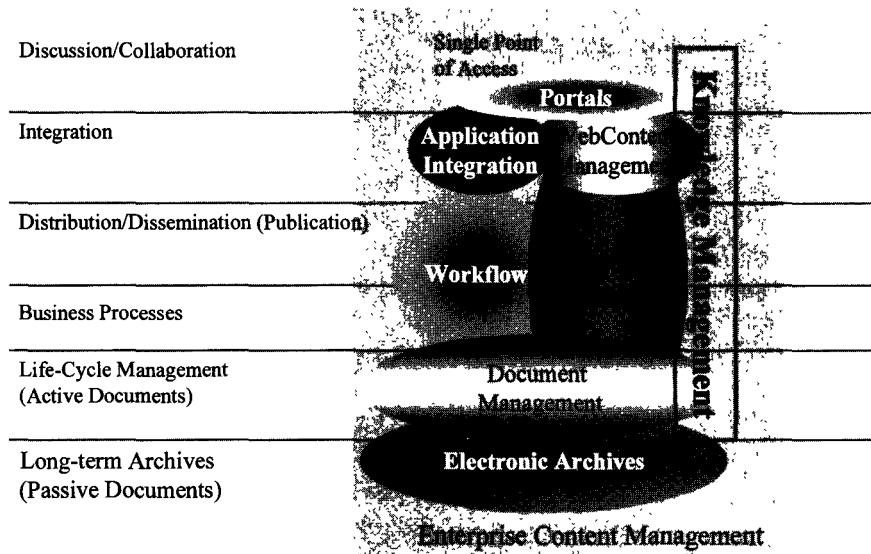 Discussion/Collaboration
Single Point
of Access
Portals
Integration
Application
Integration
Management
Distribution/Dissemination (Publication)
Workflow
Business Processes
Life-Cycle Management
(Active Documents)
Document
Management
Long-term Archives
(Passive Documents)
Electronic Archives
Knowledge Management
Enterprise Content Management